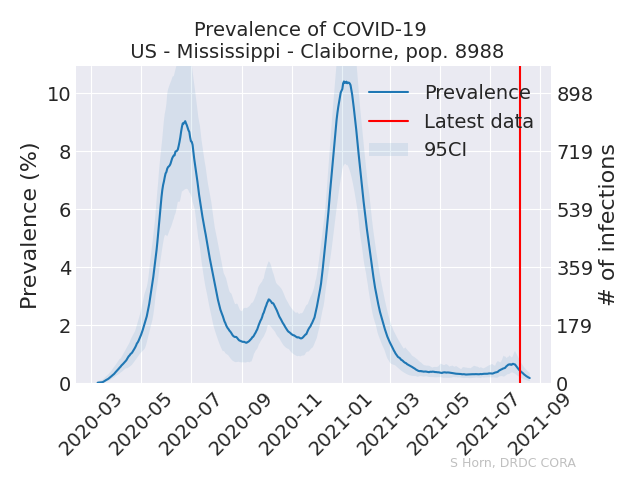 Prevalence of COVID-19
US - Mississippi - Claiborne, pop. 8988
Prevalence
Latest data
95CI
Prevalence (%)
10
8
6
4
2
0
898
719
539
359
179
0
# of infections
2020-03
2020-05
2020-07
2020-09
2020-11
2021-01
2021-03
2021-05
2021-07
2021-09
S Horn, DRDC CORA